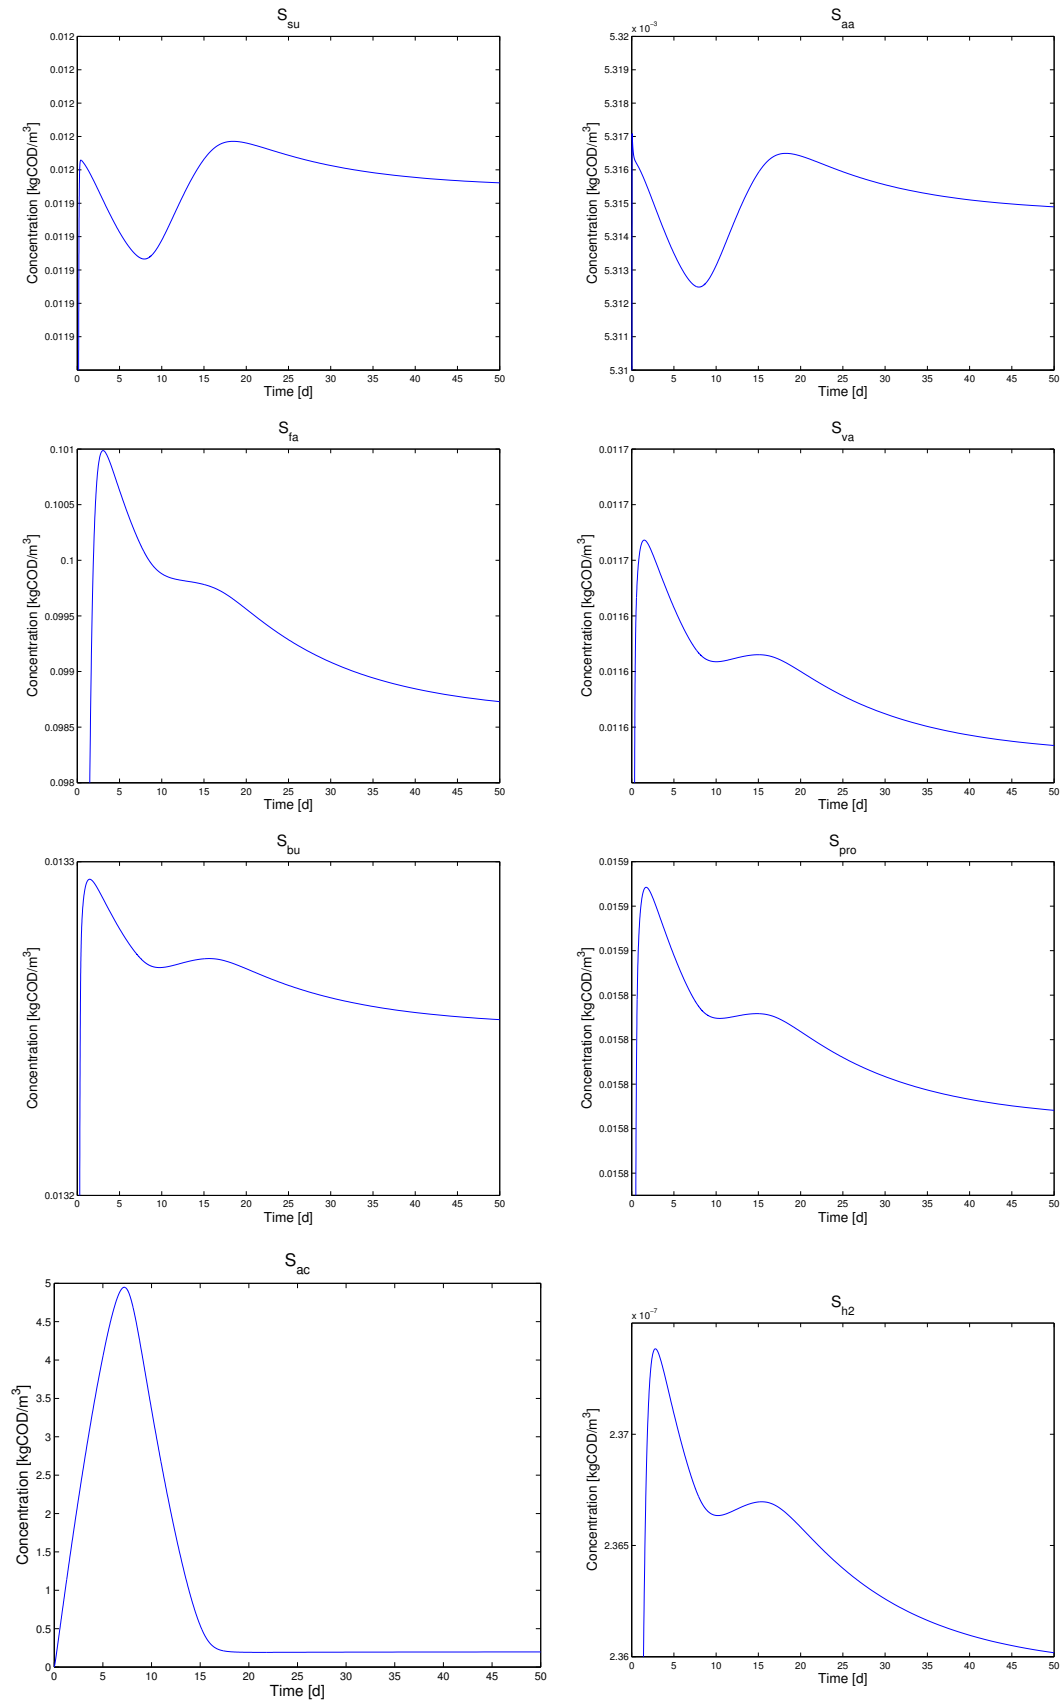 S_su
0.012
0.012
0.012
0.012
0.012
0.0119
0.0119
0.0119
0.0119
0.0119
Concentration [kgCOD/m^3]
0 5 10 15 20 25 30 35 40 45 50
Time [d]
S_aa
x 10^-3
5.32
5.319
5.318
5.317
5.316
5.315
5.314
5.313
5.312
5.311
5.31
Concentration [kgCOD/m^3]
0 5 10 15 20 25 30 35 40 45 50
Time [d]
S_fa
0.101
0.1005
0.1
0.0995
0.099
0.0985
0.098
Concentration [kgCOD/m^3]
0 5 10 15 20 25 30 35 40 45 50
Time [d]
S_va
0.0117
0.0117
0.0116
0.0116
0.0116
Concentration [kgCOD/m^3]
0 5 10 15 20 25 30 35 40 45 50
Time [d]
S_bu
0.0133
0.0132
Concentration [kgCOD/m^3]
0 5 10 15 20 25 30 35 40 45 50
Time [d]
S_pro
0.0159
0.0159
0.0159
0.0158
0.0158
0.0158
0.0158
0.0158
Concentration [kgCOD/m^3]
0 5 10 15 20 25 30 35 40 45 50
Time [d]
S_ac
5
4.5
4
3.5
3
2.5
2
1.5
1
0.5
0
Concentration [kgCOD/m^3]
0 5 10 15 20 25 30 35 40 45 50
Time [d]
S_h2
x 10^-7
2.37
2.365
2.36
Concentration [kgCOD/m^3]
0 5 10 15 20 25 30 35 40 45 50
Time [d]